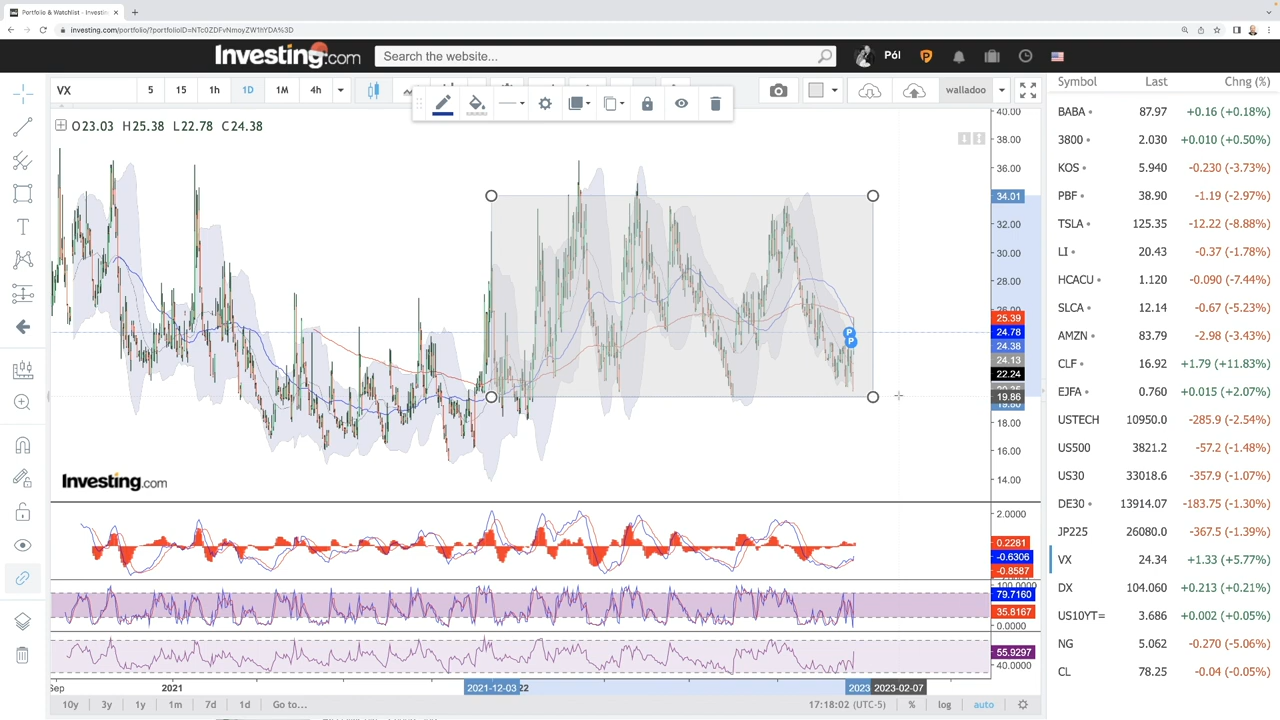 Portfolio & Watchlist - Investin
investing.com/portfolio/?portfolioID=NTc0ZDFvNmoyZW1hYDA%3D
Investing.com
Search the website...
Pól
VX 5 15 1h 1D 1M 4h
walladoo
O23.03 H25.38 L22.78 C24.38
40.00
38.00
36.00
34.01
32.00
30.00
28.00
25.39
24.78
24.38
24.13
22.24
19.86
18.00
16.00
14.00
Investing.com
2.0000
0.2281
-0.6306
-0.8587
100.0000
79.7160
35.8167
0.0000
55.9297
40.0000
Sep 2021 2021-12-03 22 2023 2023-02-07
10y 3y 1y 1m 7d 1d Go to... 17:18:02 (UTC-5) % log auto
Symbol Last Chng (%)
BABA 87.97 +0.16 (+0.18%)
3800 2.030 +0.010 (+0.50%)
KOS 5.940 -0.230 (-3.73%)
PBF 38.90 -1.19 (-2.97%)
TSLA 125.35 -12.22 (-8.88%)
LI 20.43 -0.37 (-1.78%)
HCACU 1.120 -0.090 (-7.44%)
SLCA 12.14 -0.67 (-5.23%)
AMZN 83.79 -2.98 (-3.43%)
CLF 16.92 +1.79 (+11.83%)
EJFA 0.760 +0.015 (+2.07%)
USTECH 10950.0 -285.9 (-2.54%)
US500 3821.2 -57.2 (-1.48%)
US30 33018.6 -357.9 (-1.07%)
DE30 13914.07 -183.75 (-1.30%)
JP225 26080.0 -367.5 (-1.39%)
VX 24.34 +1.33 (+5.77%)
DX 104.060 +0.213 (+0.21%)
US10YT= 3.686 +0.002 (+0.05%)
NG 5.062 -0.270 (-5.06%)
CL 78.25 -0.04 (-0.05%)